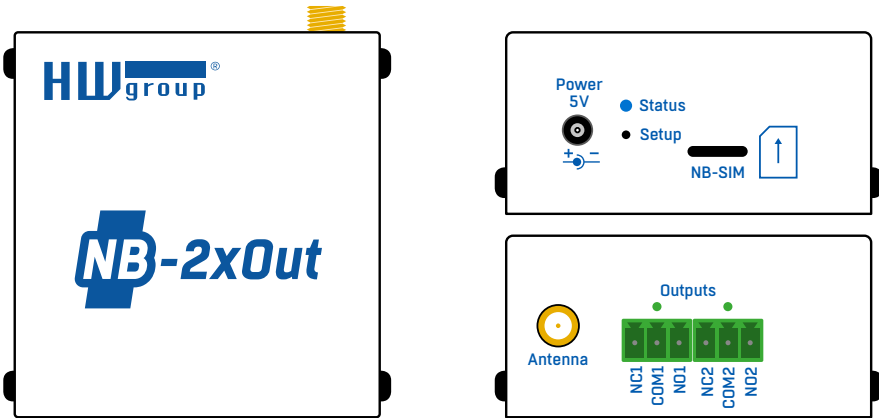 HW group ®
NB-2xOut
Power
5V
Status
Setup
+ −
NB-SIM
Outputs
Antenna
NC1
COM1
NO1
NC2
COM2
NO2